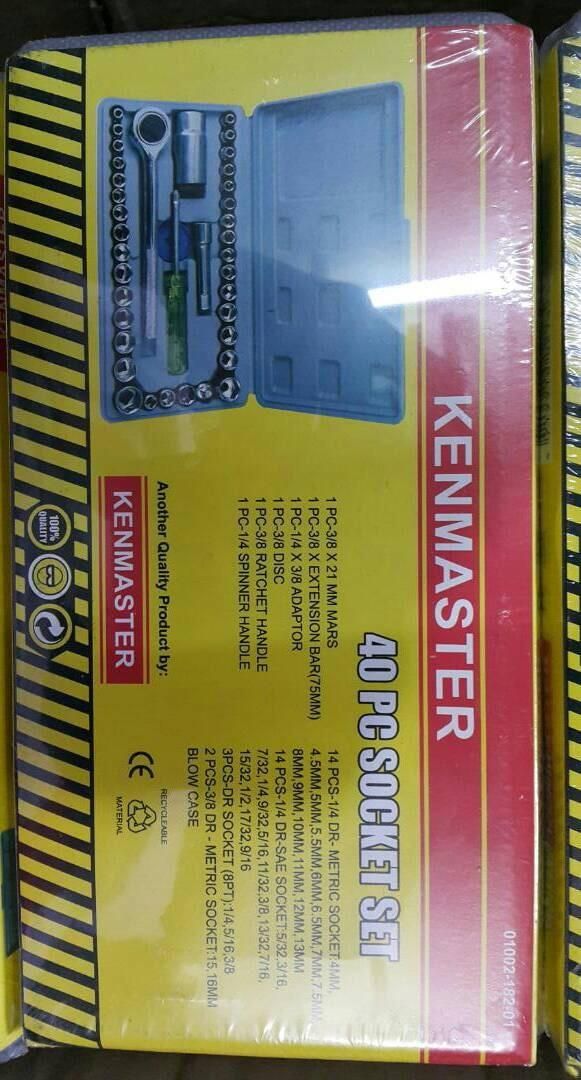 01002-182-01
KENMASTER
40 PC SOCKET SET
1 PC-3/8 X 21 MM MARS
1 PC-3/8 X EXTENSION BAR(75MM)
1 PC-1/4 X 3/8 ADAPTOR
1 PC-3/8 DISC
1 PC-3/8 RATCHET HANDLE
1 PC-1/4 SPINNER HANDLE
14 PCS-1/4 DR- METRIC SOCKET:4MM,
4.5MM,5MM,5.5MM,6MM,6.5MM,7MM,7.5MM
8MM,9MM,10MM,11MM,12MM,13MM
14 PCS-1/4 DR-SAE SOCKET:5/32,3/16,
7/32,1/4,9/32,5/16,11/32,3/8,13/32,7/16,
15/32,1/2,17/32,9/16
3PCS-DR SOCKET (8PT):1/4,5/16,3/8
2 PCS-3/8 DR - METRIC SOCKET:15,16MM
BLOW CASE
Another Quality Product by:
KENMASTER
CE
RECYCLEABLE
MATERIAL
100%
QUALITY